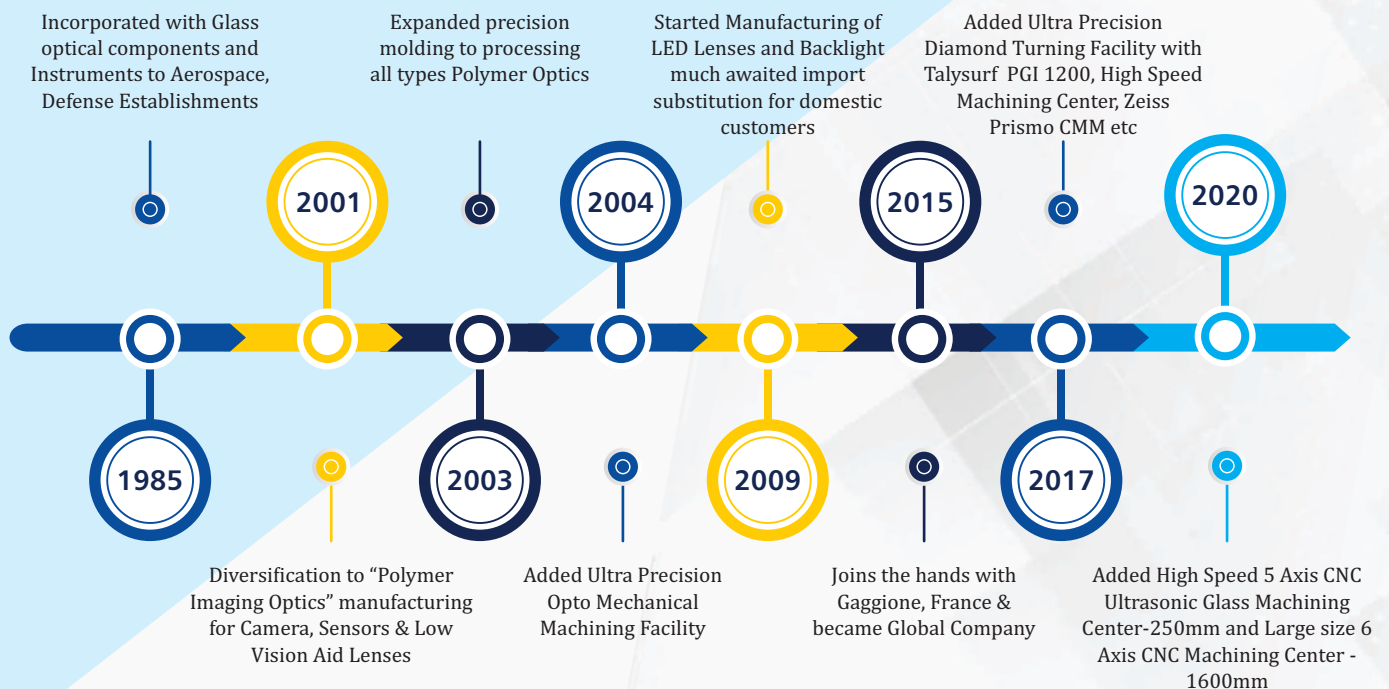 Incorporated with Glass
optical components and
Instruments to Aerospace,
Defense Establishments
Expanded precision
molding to processing
all types Polymer Optics
Started Manufacturing of
LED Lenses and Backlight
much awaited import
substitution for domestic
customers
Added Ultra Precision
Diamond Turning Facility with
Talysurf PGI 1200, High Speed
Machining Center, Zeiss
Prismo CMM etc
2001
2004
2015
2020
1985
2003
2009
2017
Diversification to “Polymer
Imaging Optics” manufacturing
for Camera, Sensors & Low
Vision Aid Lenses
Added Ultra Precision
Opto Mechanical
Machining Facility
Joins the hands with
Gaggione, France &
became Global Company
Added High Speed 5 Axis CNC
Ultrasonic Glass Machining
Center-250mm and Large size 6
Axis CNC Machining Center -
1600mm